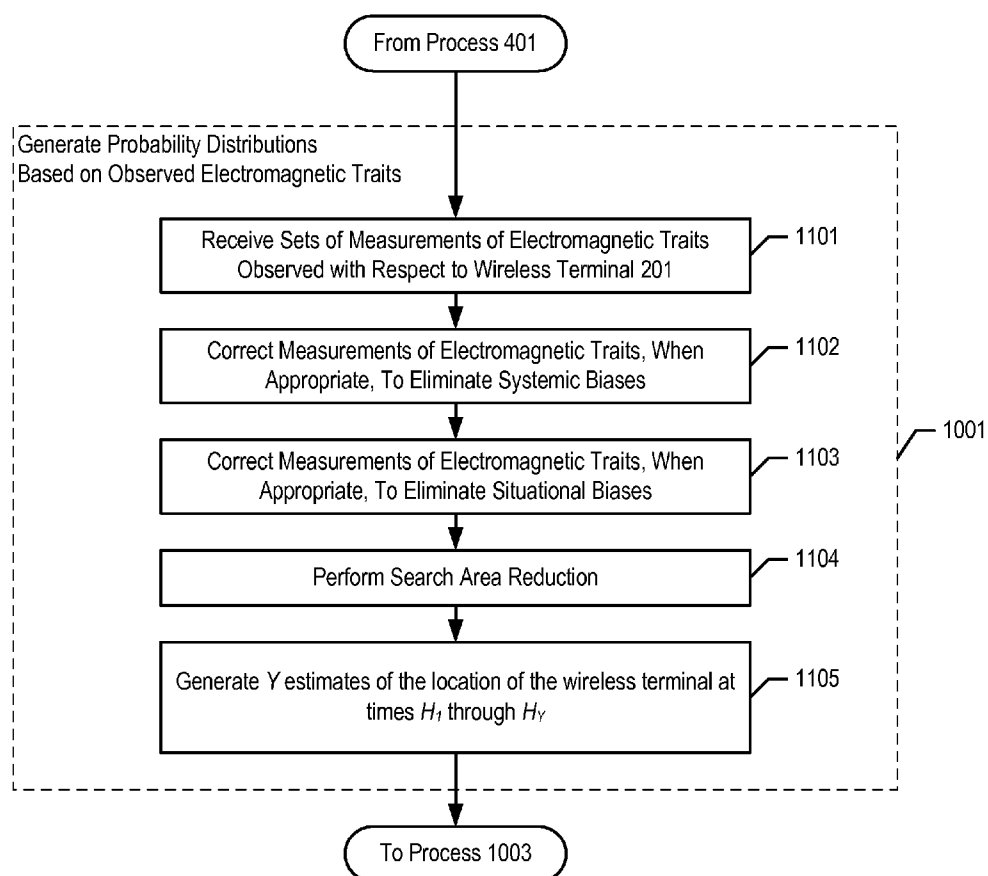 From Process 401
Generate Probability Distributions
Based on Observed Electromagnetic Traits
Receive Sets of Measurements of Electromagnetic Traits
Observed with Respect to Wireless Terminal 201
1101
Correct Measurements of Electromagnetic Traits, When
Appropriate, To Eliminate Systemic Biases
1102
Correct Measurements of Electromagnetic Traits, When
Appropriate, To Eliminate Situational Biases
1103
1001
Perform Search Area Reduction
1104
Generate Y estimates of the location of the wireless terminal at
times H1 through HY
1105
To Process 1003